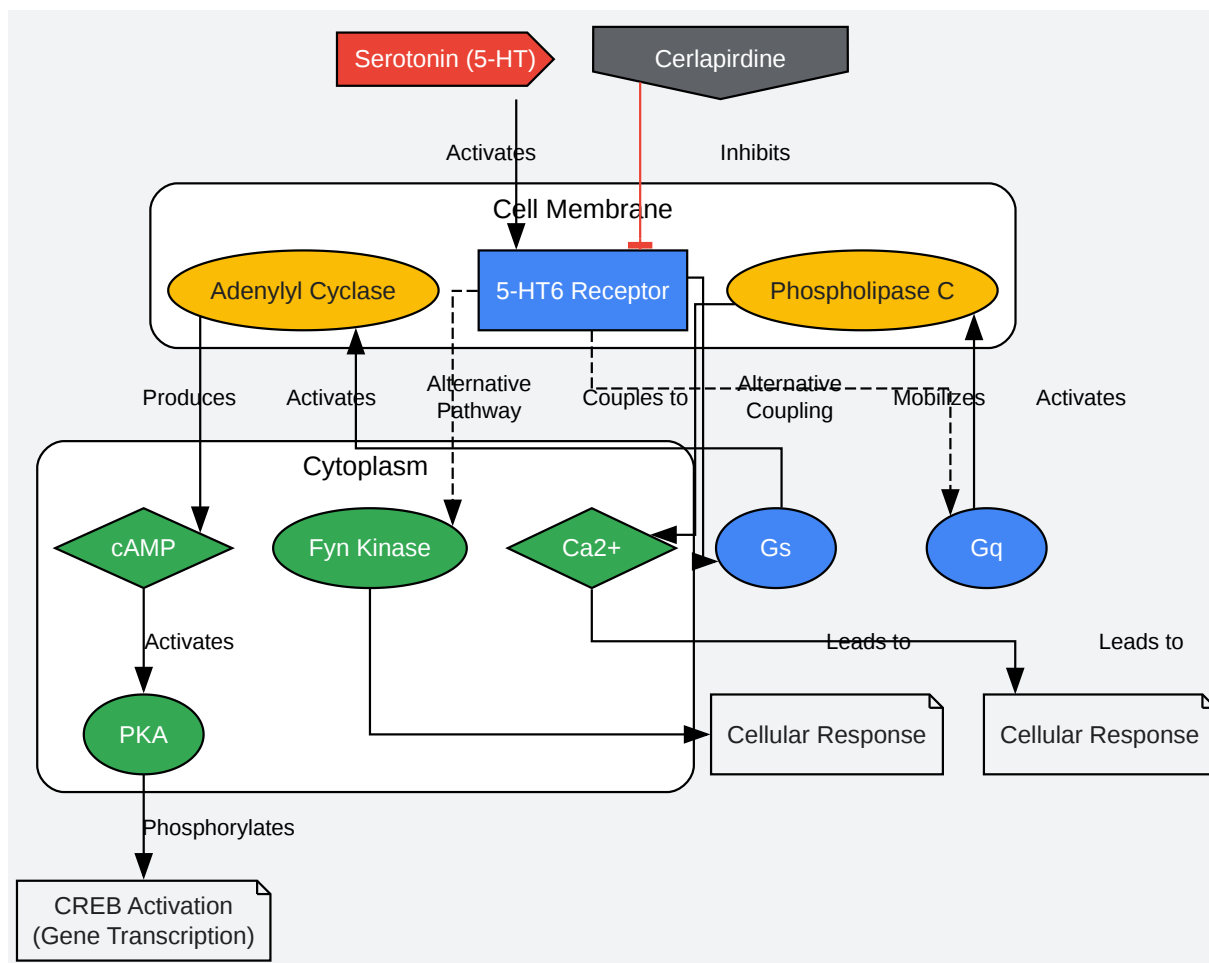 Serotonin (5-HT)
Cerlapirdine
Activates
Inhibits
Cell Membrane
Adenylyl Cyclase
5-HT6 Receptor
Phospholipase C
Produces
Activates
Alternative
Pathway
Couples to
Alternative
Coupling
Mobilizes
Activates
Cytoplasm
cAMP
Fyn Kinase
Ca2+
Gs
Gq
Activates
Leads to
Leads to
PKA
Cellular Response
Cellular Response
Phosphorylates
CREB Activation
(Gene Transcription)